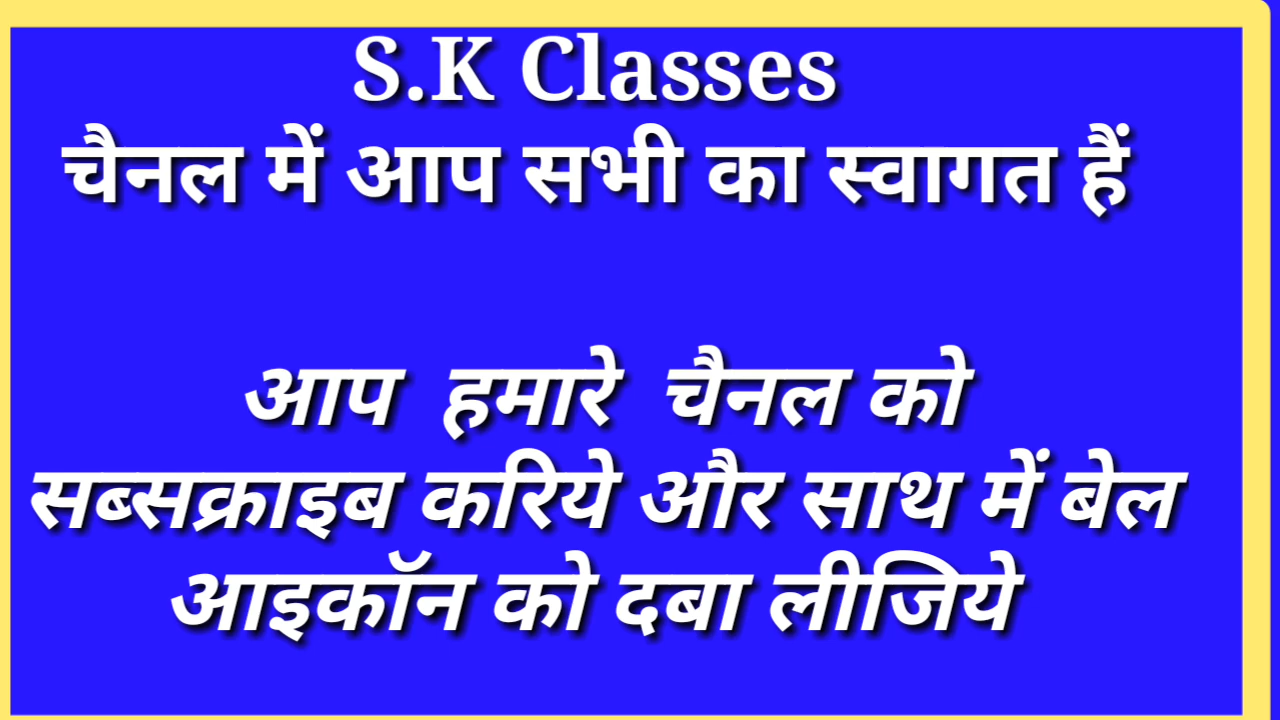 S.K Classes
चैनल में आप सभी का स्वागत हैं
आप हमारे चैनल को
सब्सक्राइब करिये और साथ में बेल
आइकॉन को दबा लीजिये